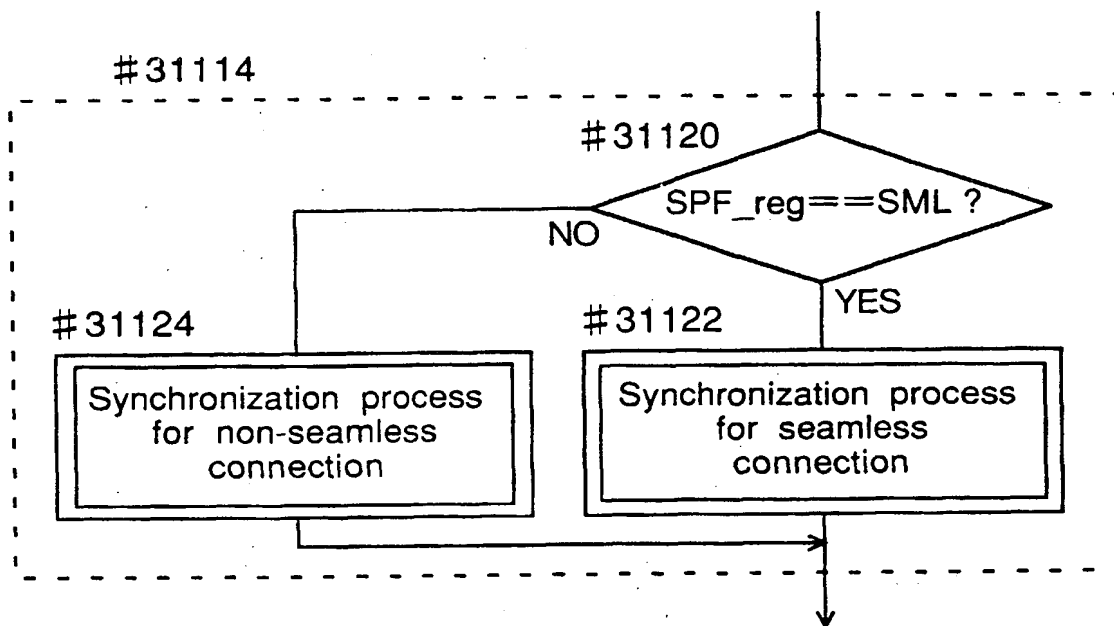 #31114
#31120
SPF_reg==SML ?
NO
YES
#31124
#31122
Synchronization process
for non-seamless
connection
Synchronization process
for seamless
connection